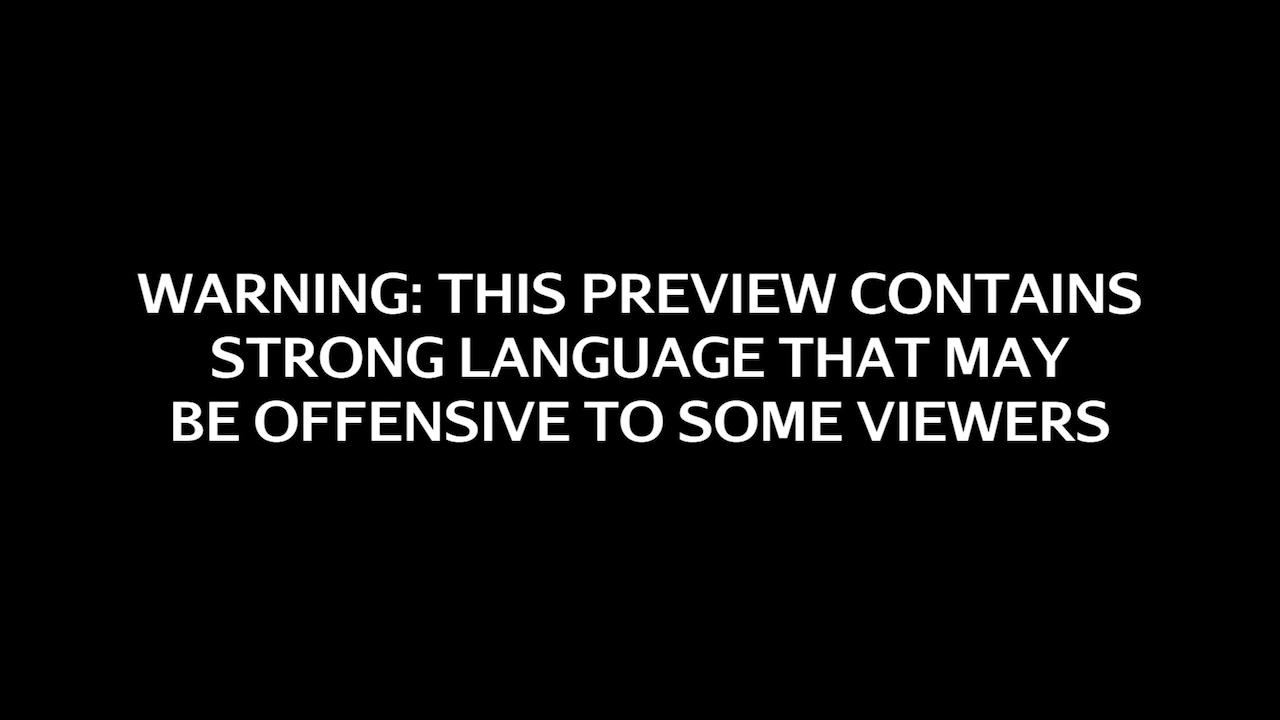 WARNING: THIS PREVIEW CONTAINS
STRONG LANGUAGE THAT MAY
BE OFFENSIVE TO SOME VIEWERS